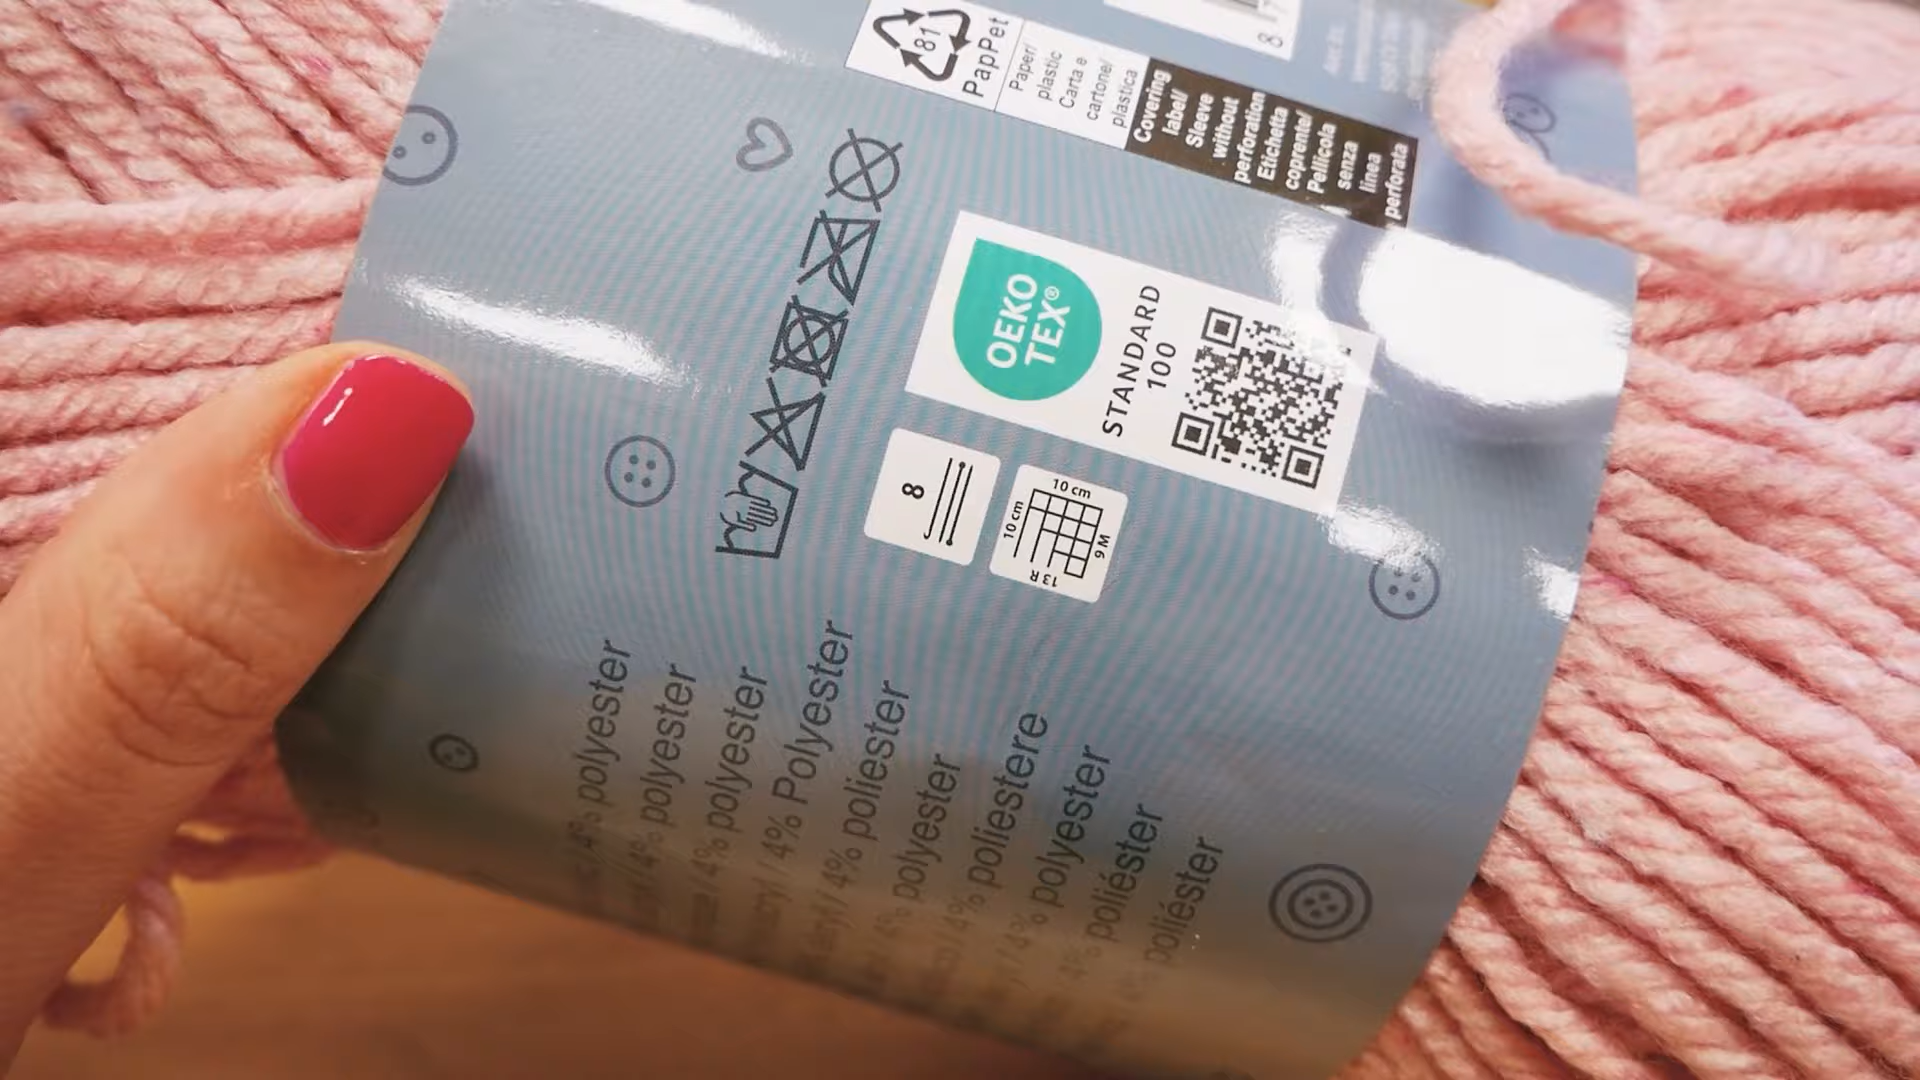 81
PapPet
Paper/
plastic
Carta e
cartone/
plastica
Covering
label/
Sleeve
without
perforation
Etichetta
coprente/
Pellicola
senza
linea
perforata
OEKO
TEX®
STANDARD
100
8
10 cm
10 cm
9 M
13 R
/ 4% polyester
/ 4% polyester
/ 4% polyester
/ 4% Polyester
/ 4% poliester
/ 4% polyester
/ 4% poliestere
/ 4% polyester
/ 4% poliéster
poliéster